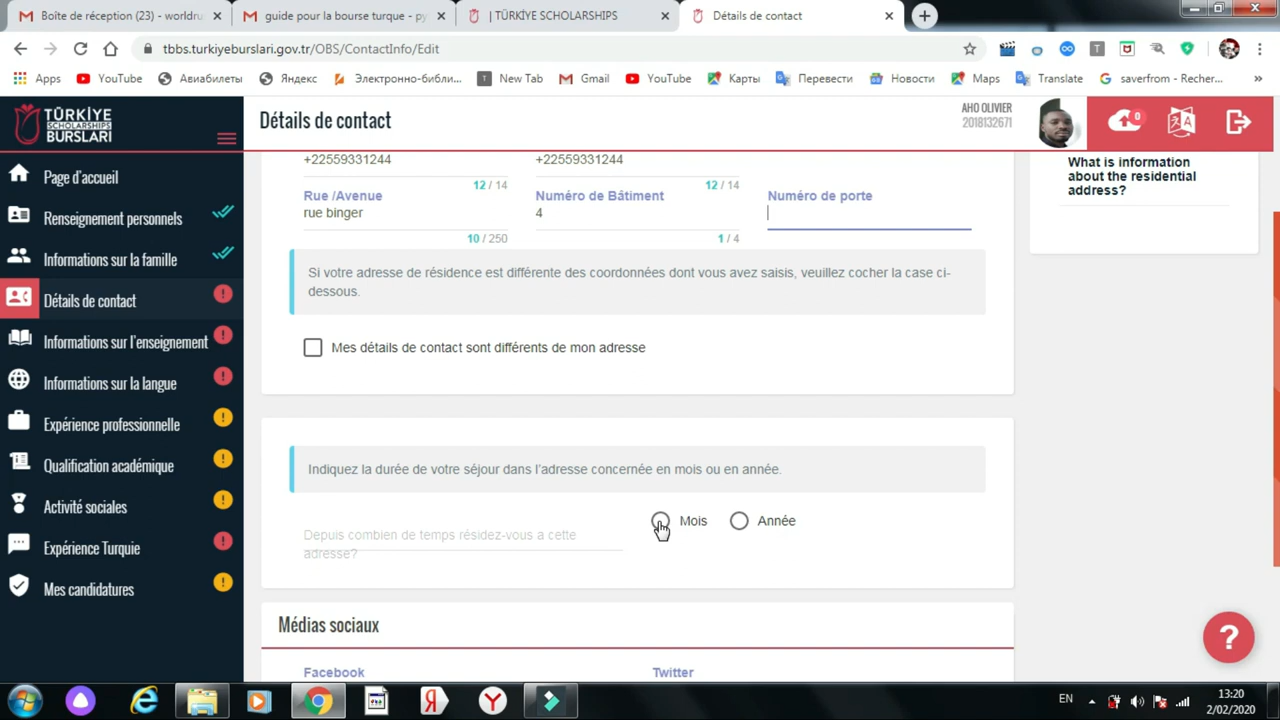 Boîte de réception (23) - worldru
guide pour la bourse turque - py
| TÜRKİYE SCHOLARSHIPS
Détails de contact
tbbs.turkiyeburslari.gov.tr/OBS/ContactInfo/Edit
Apps
YouTube
Авиабилеты
Яндекс
Электронно-библи...
New Tab
Gmail
YouTube
Карты
Перевести
Новости
Maps
Translate
saverfrom - Recher...
»
TÜRKİYE
SCHOLARSHIPS
BURSLARI
Détails de contact
AHO OLIVIER
2018132671
0
Page d'accueil
Renseignement personnels
Informations sur la famille
Détails de contact
Informations sur l'enseignement
Informations sur la langue
Expérience professionnelle
Qualification académique
Activité sociales
Expérience Turquie
Mes candidatures
+22559331244
+22559331244
12 / 14
12 / 14
Rue /Avenue
Numéro de Bâtiment
Numéro de porte
rue binger
4
10 / 250
1 / 4
Si votre adresse de résidence est différente des coordonnées dont vous avez saisis, veuillez cocher la case ci-
dessous.
Mes détails de contact sont différents de mon adresse
Indiquez la durée de votre séjour dans l'adresse concernée en mois ou en année.
Depuis combien de temps résidez-vous a cette
adresse?
Mois
Année
Médias sociaux
Facebook
Twitter
What is information
about the residential
address?
?
EN
13:20
2/02/2020